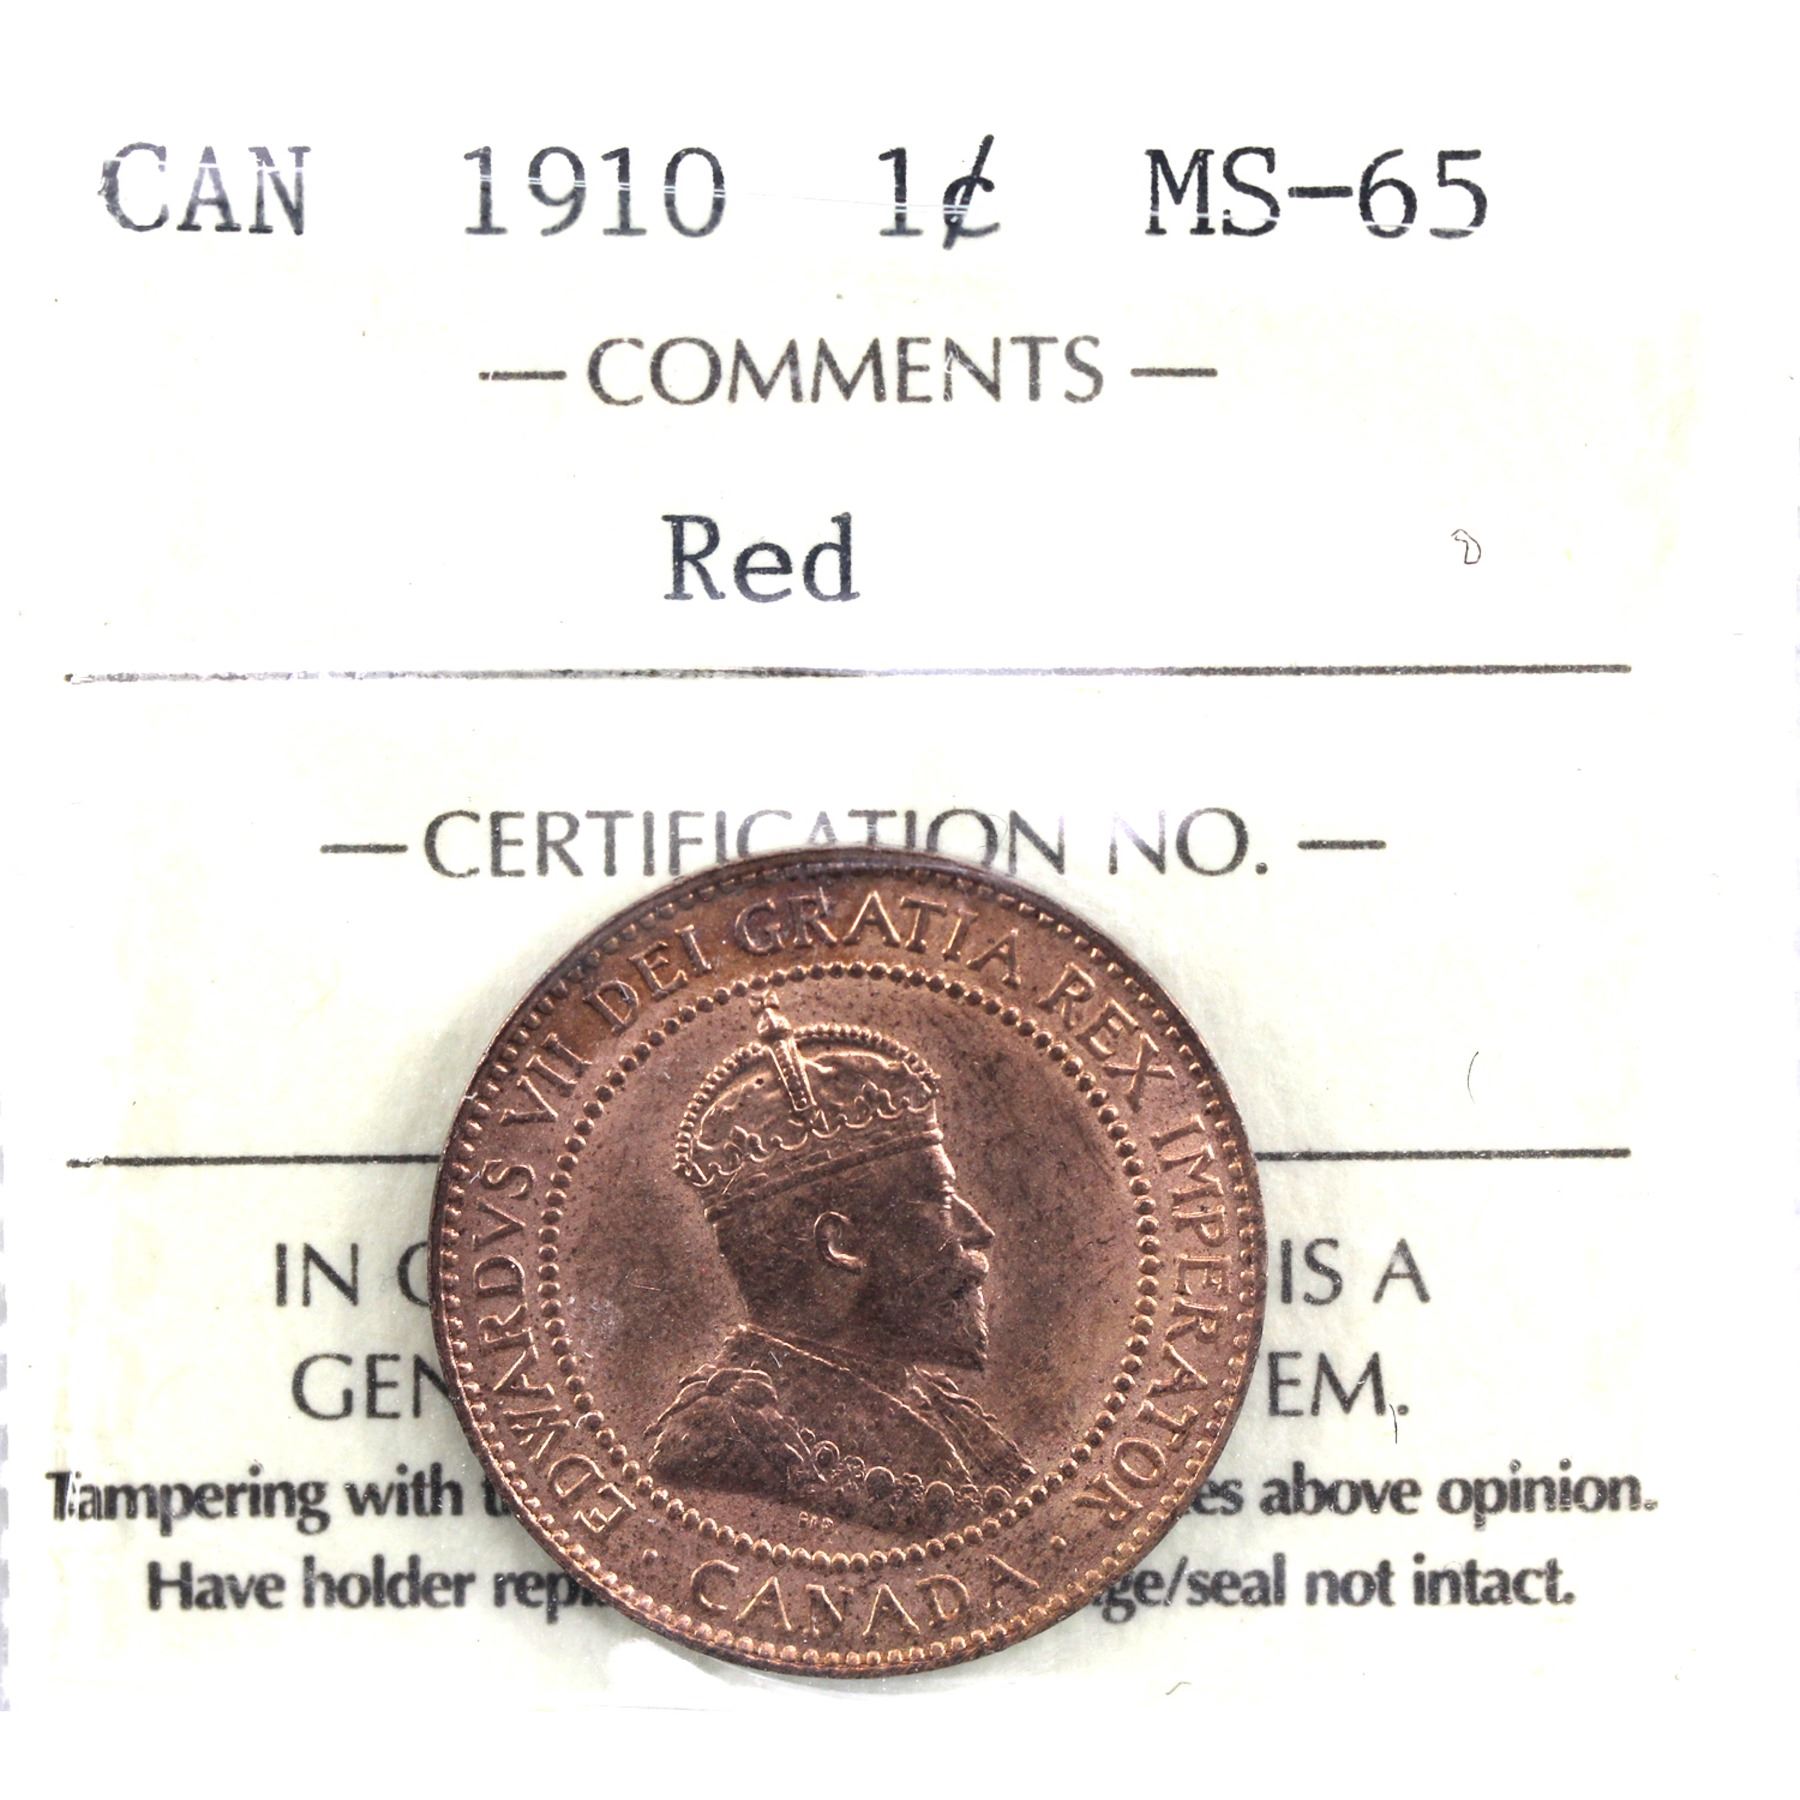 CAN 1910 1¢ MS-65
—COMMENTS—
Red
—CERTIFICATION NO.—
EDWARDVS VII DEI GRATIA REX IMPERATOR
· CANADA ·
IN IS A
GEN EM.
Tampering with es above opinion.
Have holder rep ge/seal not intact.